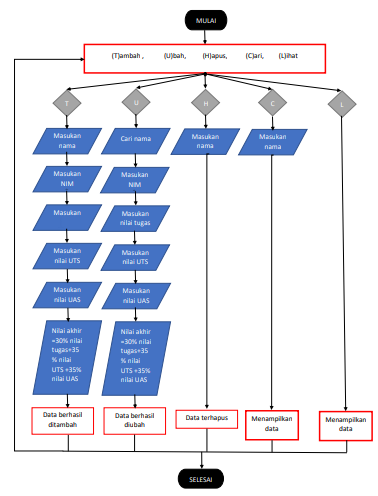 MULAI
(T)ambah , (U)bah, (H)apus, (C)ari, (L)ihat
T
U
H
C
L
Masukan
nama
Cari nama
Masukan
nama
Masukan
nama
Masukan
NIM
Masukan
NIM
Masukan
Masukan
nilai tugas
Masukan
nilai UTS
Masukan
nilai UTS
Masukan
nilai UAS
Masukan
nilai UAS
Nilai akhir
=30% nilai
tugas+35
% nilai
UTS +35%
nilai UAS
Nilai akhir
=30% nilai
tugas+35
% nilai
UTS +35%
nilai UAS
Data berhasil
ditambah
Data berhasil
diubah
Data terhapus
Menampilkan
data
Menampilkan
data
SELESAI